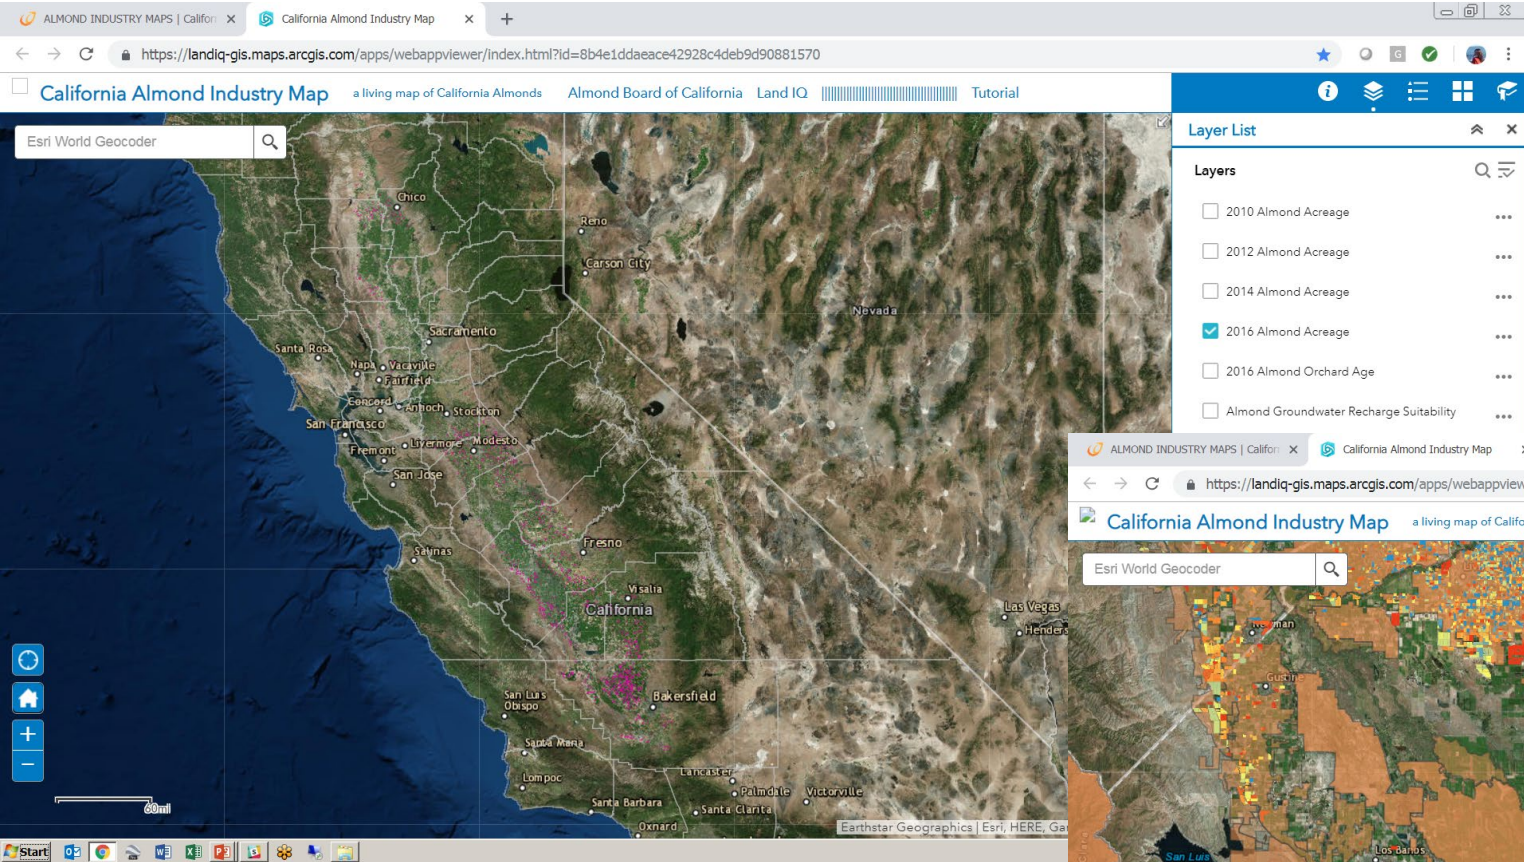 ALMOND INDUSTRY MAPS | Californ
California Almond Industry Map
https://landiq-gis.maps.arcgis.com/apps/webappviewer/index.html?id=8b4e1ddaeace42928c4deb9d90881570
California Almond Industry Map a living map of California Almonds Almond Board of California Land IQ |||||||||||||||||||||||||||||||||||||||| Tutorial
Esri World Geocoder
Layer List
Layers
2010 Almond Acreage
2012 Almond Acreage
2014 Almond Acreage
2016 Almond Acreage
2016 Almond Orchard Age
Almond Groundwater Recharge Suitability
Chico
Reno
Carson City
Nevada
Sacramento
Santa Rosa
Napa
Vacaville
Fairfield
Concord
Antioch
Stockton
San Francisco
Livermore
Modesto
Fremont
San Jose
Salinas
Fresno
Visalia
California
Las Vegas
Henders
San Luis
Obispo
Bakersfield
Santa Maria
Lompoc
Lancaster
Palmdale
Victorville
Santa Barbara
Santa Clarita
Oxnard
60mi
Earthstar Geographics | Esri, HERE, Gar
ALMOND INDUSTRY MAPS | Californ
California Almond Industry Map
https://landiq-gis.maps.arcgis.com/apps/webappview
California Almond Industry Map a living map of Califo
Esri World Geocoder
Gustine
San Luis
Los Banos
Start